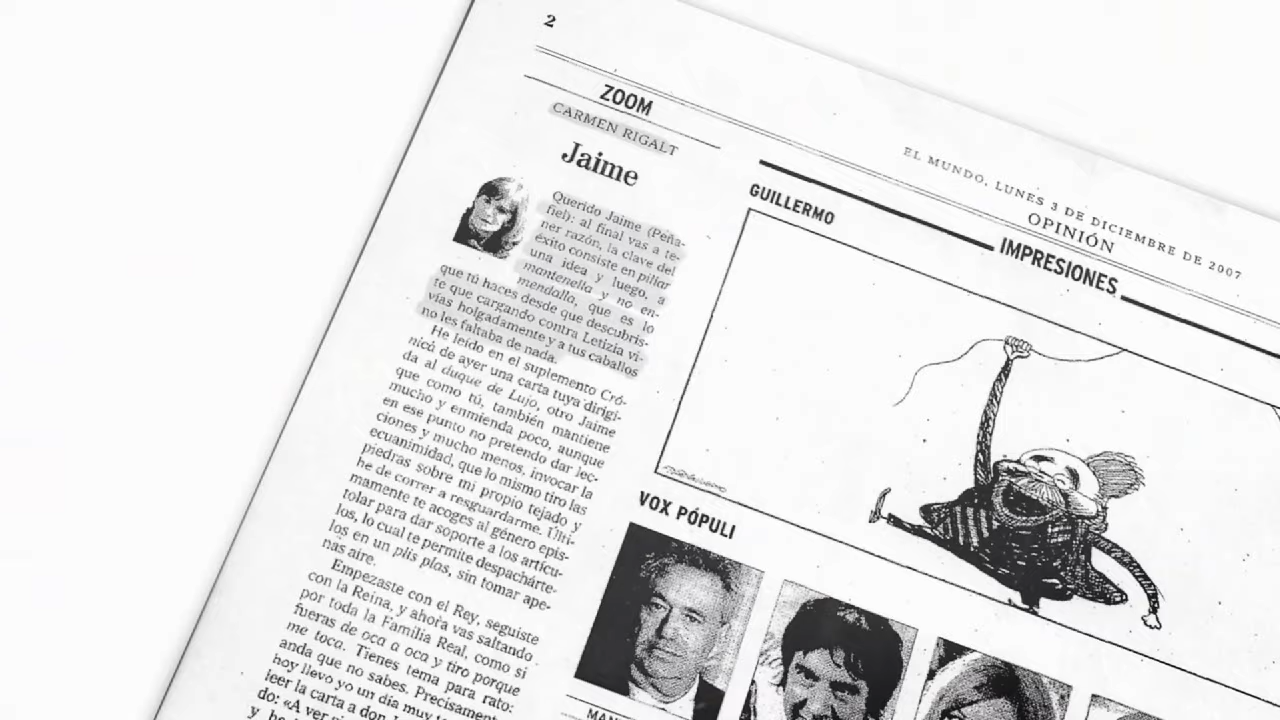 2
ZOOM
CARMEN RIGALT
Jaime
Querido Jaime (Peña-
fiel): al final vas a te-
ner razón, la clave del
éxito consiste en pillar
una idea y luego, a
mantenella y no en-
mendalla, que es lo
que tú haces desde que descubris-
te que cargando contra Letizia vi-
vías holgadamente y a tus caballos
no les faltaba de nada.
He leído en el suplemento Cró-
nica de ayer una carta tuya dirigi-
da al duque de Lujo, otro Jaime
que como tú, también mantiene
mucho y enmienda poco, aunque
en ese punto no pretendo dar lec-
ciones y mucho menos, invocar la
ecuanimidad, que lo mismo tiro las
piedras sobre mi propio tejado y
he de correr a resguardarme. Últi-
mamente te acoges al género epis-
tolar para dar soporte a los artícu-
los, lo cual te permite despacharte-
los en un plis plas, sin tomar ape-
nas aire.
Empezaste con el Rey, seguiste
con la Reina, y ahora vas saltando
por toda la Familia Real, como si
fueras de oca a oca y tiro porque
me toca. Tienes tema para rato:
anda que no sabes. Precisament
hoy llevo yo un día muy
leer la carta a don
do: «A ver
y
EL MUNDO, LUNES 3 DE DICIEMBRE DE 2007
OPINIÓN
IMPRESIONES
GUILLERMO
VOX PÓPULI
MAN